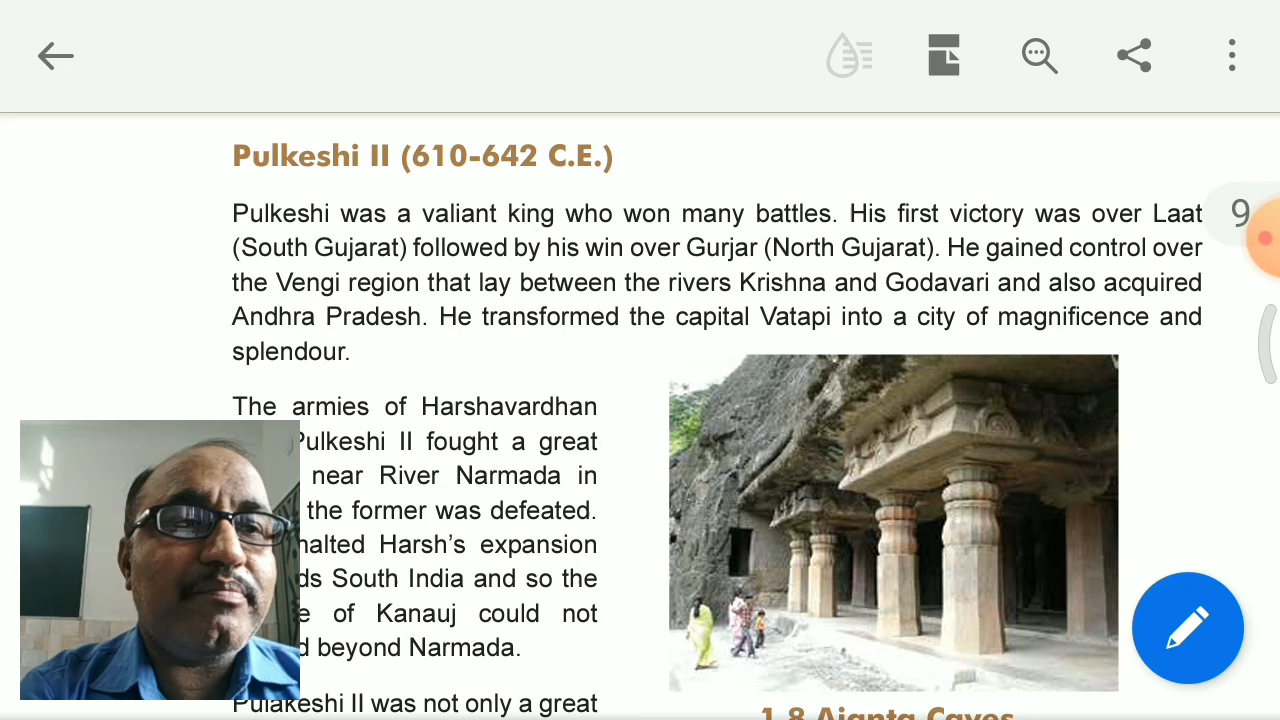 9
Pulkeshi II (610-642 C.E.)
Pulkeshi was a valiant king who won many battles. His first victory was over Laat
(South Gujarat) followed by his win over Gurjar (North Gujarat). He gained control over
the Vengi region that lay between the rivers Krishna and Godavari and also acquired
Andhra Pradesh. He transformed the capital Vatapi into a city of magnificence and
splendour.
The armies of Harshavardhan
Pulkeshi II fought a great
near River Narmada in
the former was defeated.
halted Harsh's expansion
South India and so the
of Kanauj could not
beyond Narmada.
Pulakeshi II was not only a great
1.8 Ajanta Caves